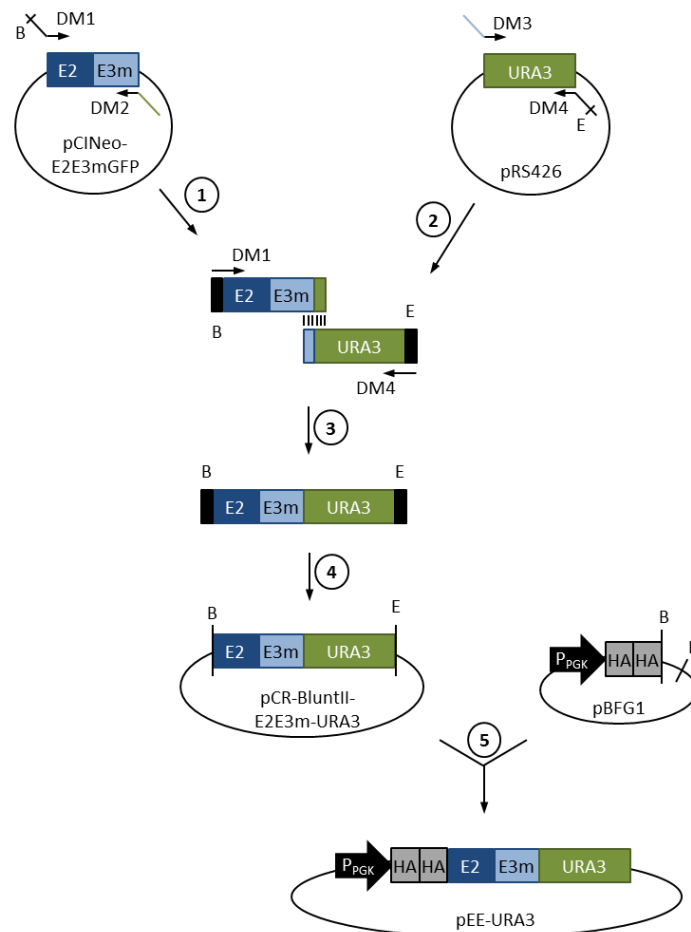 DM1
B
E2 E3m
DM2
pCINeo-
E2E3mGFP
DM3
URA3
DM4
E
pRS426
1
2
DM1
E2 E3m
B
E
URA3
DM4
3
B E
E2 E3m URA3
4
B E
E2 E3m URA3
pCR-BluntII-
E2E3m-URA3
B
PPGK HA HA
pBFG1
5
PPGK HA HA E2 E3m URA3
pEE-URA3